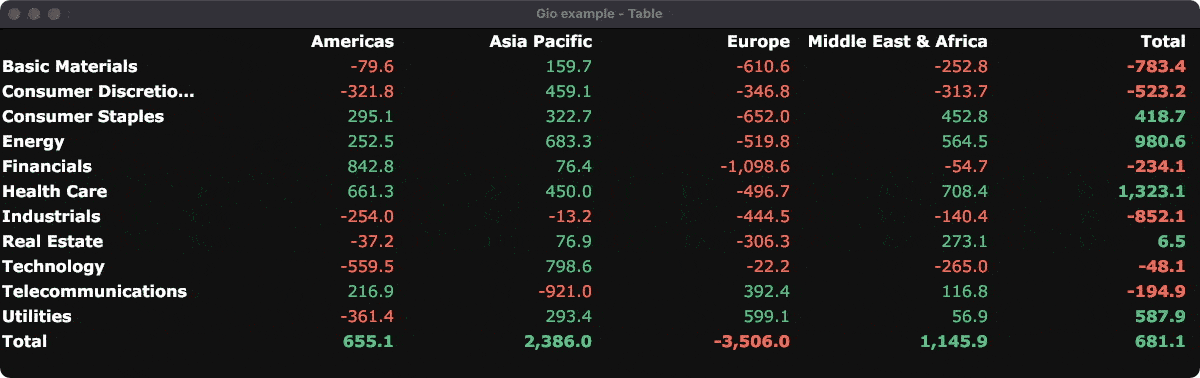 Gio example - Table
Americas Asia Pacific Europe Middle East & Africa Total
Basic Materials -79.6 159.7 -610.6 -252.8 -783.4
Consumer Discretio... -321.8 459.1 -346.8 -313.7 -523.2
Consumer Staples 295.1 322.7 -652.0 452.8 418.7
Energy 252.5 683.3 -519.8 564.5 980.6
Financials 842.8 76.4 -1,098.6 -54.7 -234.1
Health Care 661.3 450.0 -496.7 708.4 1,323.1
Industrials -254.0 -13.2 -444.5 -140.4 -852.1
Real Estate -37.2 76.9 -306.3 273.1 6.5
Technology -559.5 798.6 -22.2 -265.0 -48.1
Telecommunications 216.9 -921.0 392.4 116.8 -194.9
Utilities -361.4 293.4 599.1 56.9 587.9
Total 655.1 2,386.0 -3,506.0 1,145.9 681.1